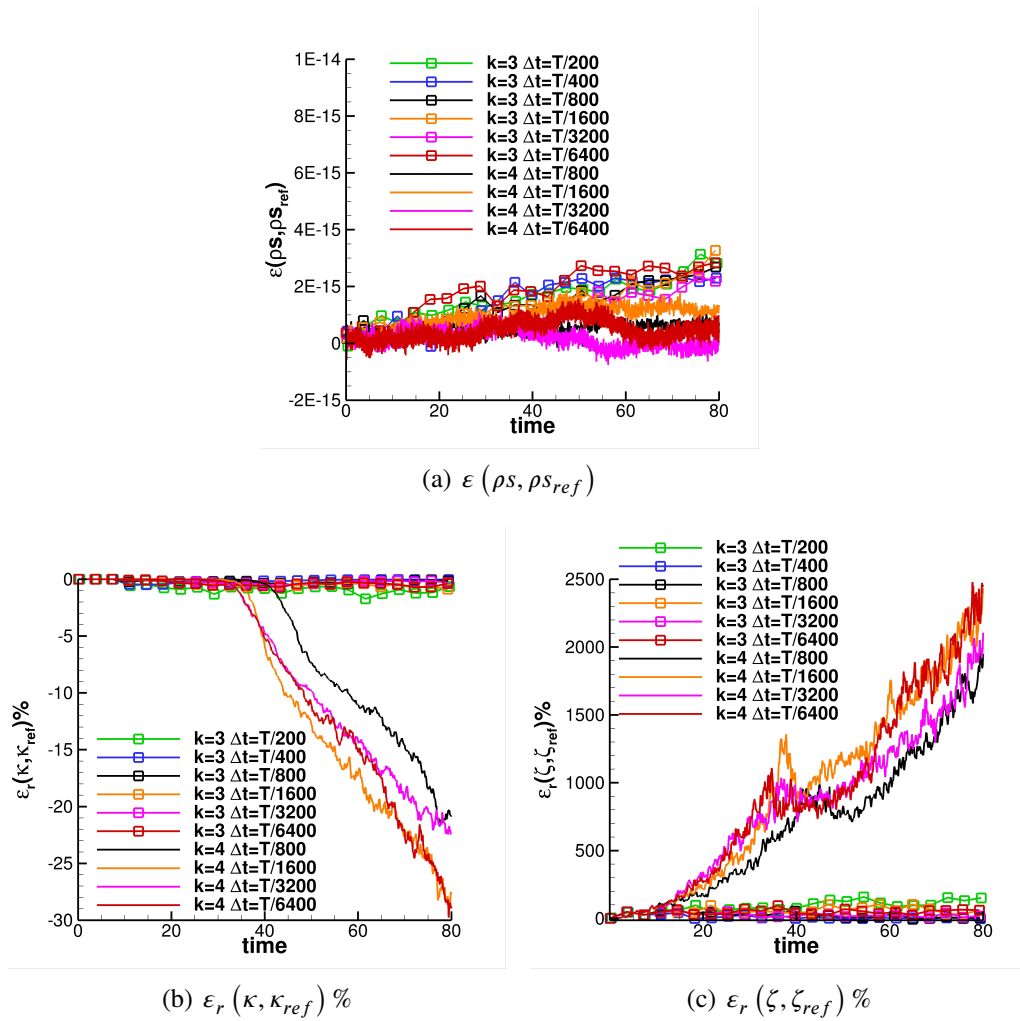 1E-14
8E-15
6E-15
4E-15
2E-15
0
-2E-15
ε(ρs,ρs_ref)
k=3 Δt=T/200
k=3 Δt=T/400
k=3 Δt=T/800
k=3 Δt=T/1600
k=3 Δt=T/3200
k=3 Δt=T/6400
k=4 Δt=T/800
k=4 Δt=T/1600
k=4 Δt=T/3200
k=4 Δt=T/6400
0 20 40 60 80
time
(a) ε (ρs, ρs_ref)
0
-5
-10
-15
-20
-25
-30
ε_r(κ,κ_ref)%
k=3 Δt=T/200
k=3 Δt=T/400
k=3 Δt=T/800
k=3 Δt=T/1600
k=3 Δt=T/3200
k=3 Δt=T/6400
k=4 Δt=T/800
k=4 Δt=T/1600
k=4 Δt=T/3200
k=4 Δt=T/6400
0 20 40 60 80
time
(b) ε_r (κ, κ_ref) %
k=3 Δt=T/200
k=3 Δt=T/400
k=3 Δt=T/800
k=3 Δt=T/1600
k=3 Δt=T/3200
k=3 Δt=T/6400
k=4 Δt=T/800
k=4 Δt=T/1600
k=4 Δt=T/3200
k=4 Δt=T/6400
2500
2000
1500
1000
500
0
ε_r(ζ,ζ_ref)%
20 40 60 80
time
(c) ε_r (ζ, ζ_ref) %